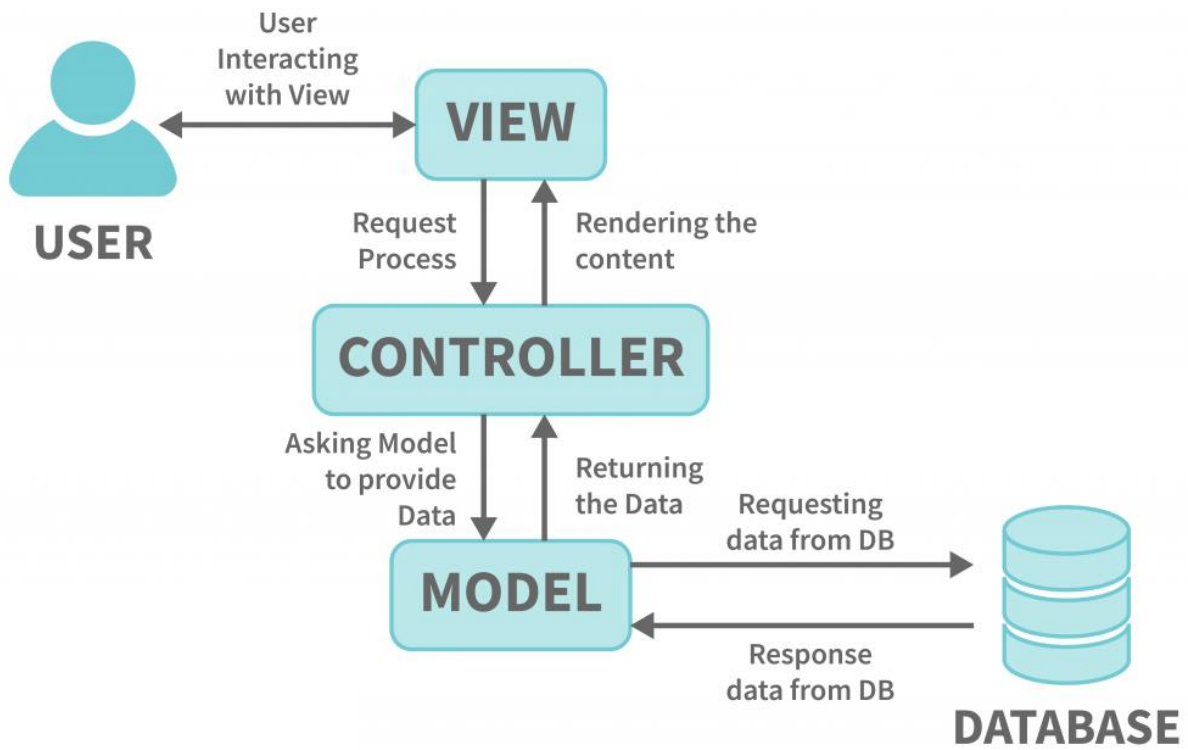 User
Interacting
with View
VIEW
USER
Request
Process
Rendering the
content
CONTROLLER
Asking Model
to provide
Data
Returning
the Data
Requesting
data from DB
MODEL
Response
data from DB
DATABASE